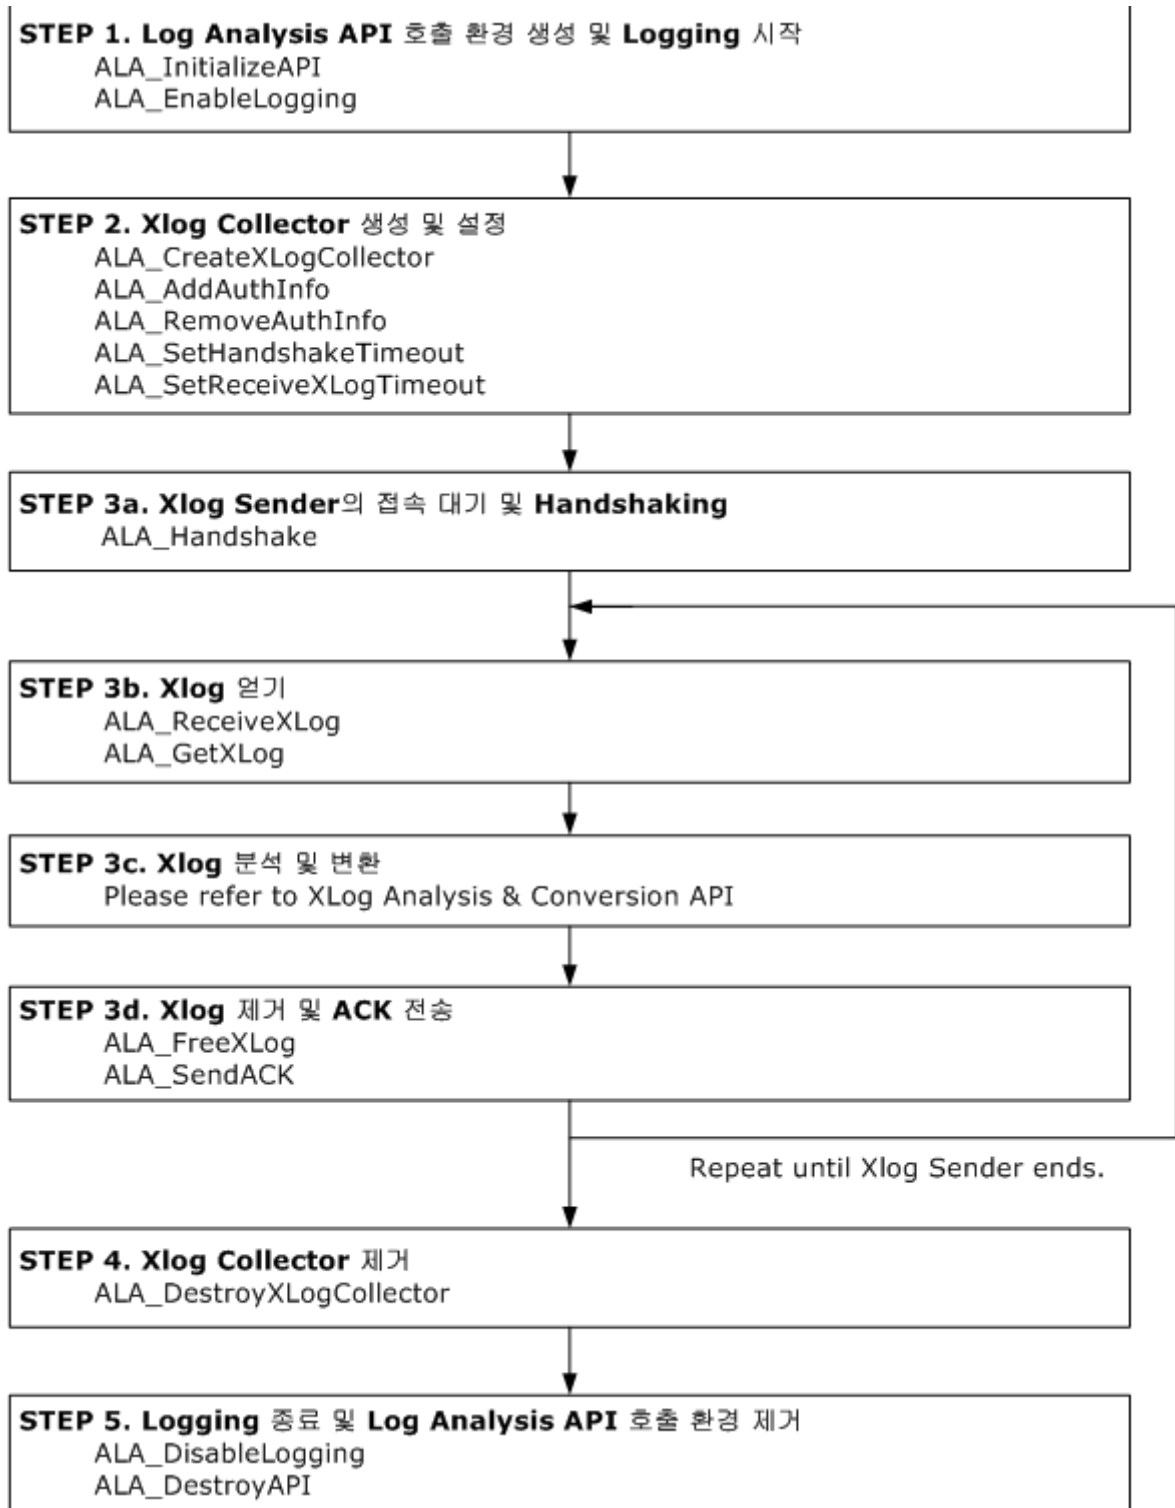 STEP 1. Log Analysis API 호출 환경 생성 및 Logging 시작
ALA_InitializeAPI
ALA_EnableLogging
STEP 2. Xlog Collector 생성 및 설정
ALA_CreateXLogCollector
ALA_AddAuthInfo
ALA_RemoveAuthInfo
ALA_SetHandshakeTimeout
ALA_SetReceiveXLogTimeout
STEP 3a. Xlog Sender의 접속 대기 및 Handshaking
ALA_Handshake
STEP 3b. Xlog 얻기
ALA_ReceiveXLog
ALA_GetXLog
STEP 3c. Xlog 분석 및 변환
Please refer to XLog Analysis & Conversion API
STEP 3d. Xlog 제거 및 ACK 전송
ALA_FreeXLog
ALA_SendACK
Repeat until Xlog Sender ends.
STEP 4. Xlog Collector 제거
ALA_DestroyXLogCollector
STEP 5. Logging 종료 및 Log Analysis API 호출 환경 제거
ALA_DisableLogging
ALA_DestroyAPI